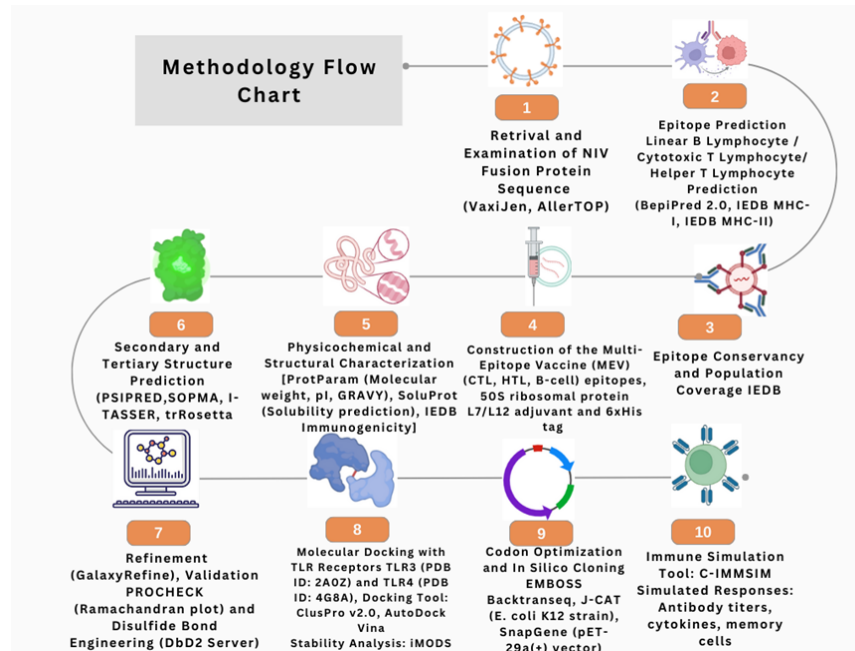 Methodology Flow
Chart
1
Retrival and
Examination of NIV
Fusion Protein
Sequence
(VaxiJen, AllerTOP)
2
Epitope Prediction
Linear B Lymphocyte /
Cytotoxic T Lymphocyte/
Helper T Lymphocyte
Prediction
(BepiPred 2.0, IEDB MHC-
I, IEDB MHC-II)
3
Epitope Conservancy
and Population
Coverage IEDB
4
Construction of the Multi-
Epitope Vaccine (MEV)
(CTL, HTL, B-cell) epitopes,
50S ribosomal protein
L7/L12 adjuvant and 6xHis
tag
5
Physicochemical and
Structural Characterization
[ProtParam (Molecular
weight, pI, GRAVY), SoluProt
(Solubility prediction), IEDB
Immunogenicity]
6
Secondary and
Tertiary Structure
Prediction
(PSIPRED,SOPMA, I-
TASSER, trRosetta
7
Refinement
(GalaxyRefine), Validation
PROCHECK
(Ramachandran plot) and
Disulfide Bond
Engineering (DbD2 Server)
8
Molecular Docking with
TLR Receptors TLR3 (PDB
ID: 2A0Z) and TLR4 (PDB
ID: 4G8A), Docking Tool:
ClusPro v2.0, AutoDock
Vina
Stability Analysis: iMODS
9
Codon Optimization
and In Silico Cloning
EMBOSS
Backtranseq, J-CAT
(E. coli K12 strain),
SnapGene (pET-
29a(+) vector)
10
Immune Simulation
Tool: C-IMMSIM
Simulated Responses:
Antibody titers,
cytokines, memory
cells